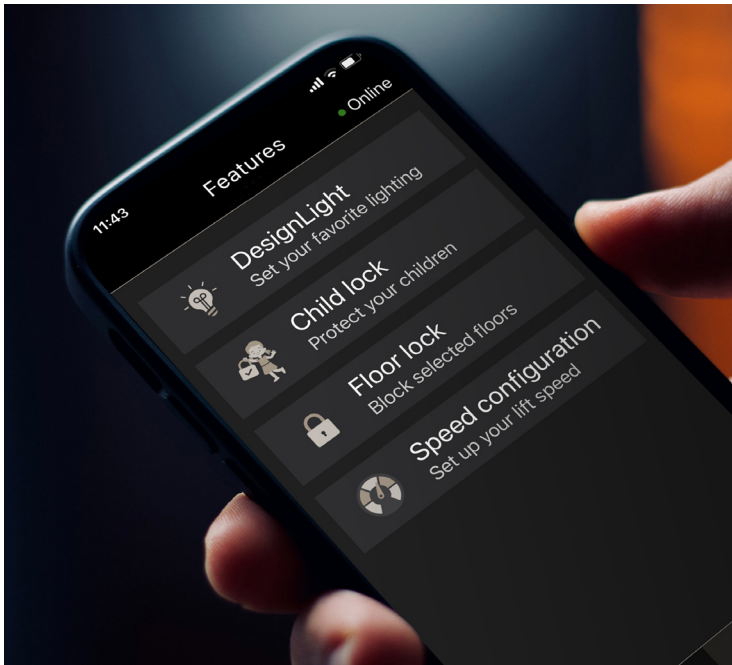 11:43
Features
Online
DesignLight
Set your favorite lighting
Child lock
Protect your children
Floor lock
Block selected floors
Speed configuration
Set up your lift speed